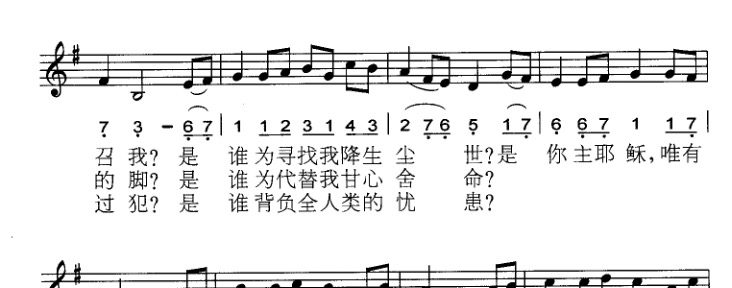 7 3 - 6 7 | 1 1 2 3 1 4 3 | 2 7 6 5 1 7 | 6 6 7 1 1 7 |
召我？是 谁为寻找我降生尘 世？是 你主耶稣，唯有
的脚？是 谁为代替我甘心舍 命？
过犯？是 谁背负全人类的忧 患？